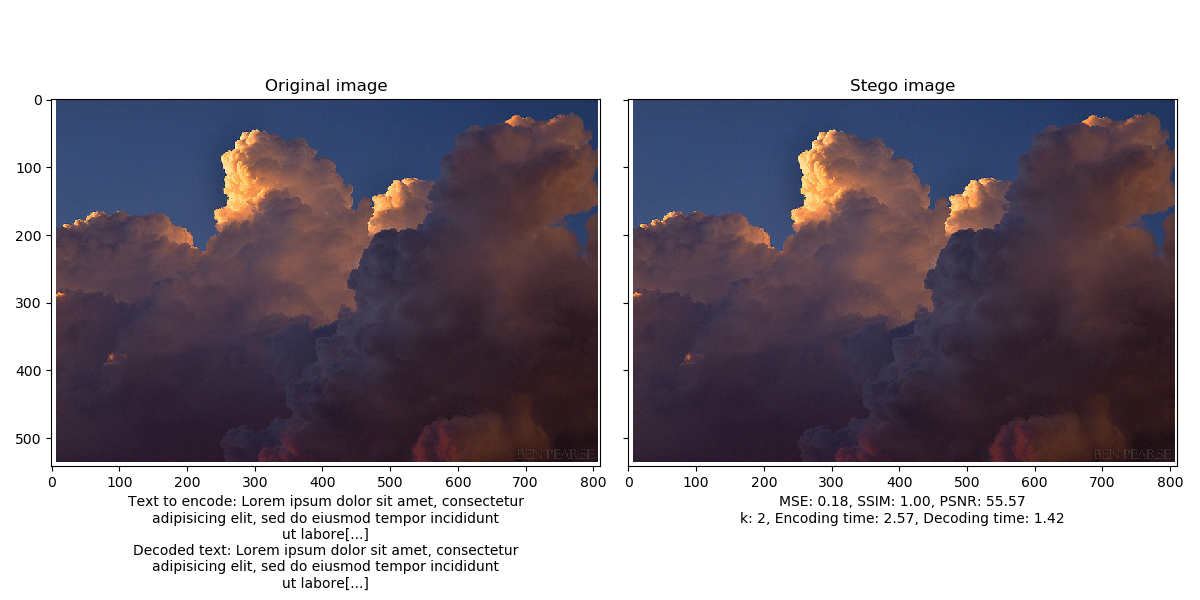 Original image
Stego image
0
100
200
300
400
500
0 100 200 300 400 500 600 700 800
0 100 200 300 400 500 600 700 800
BEN PEARSE
BEN PEARSE
Text to encode: Lorem ipsum dolor sit amet, consectetur
adipisicing elit, sed do eiusmod tempor incididunt
ut labore[...]
Decoded text: Lorem ipsum dolor sit amet, consectetur
adipisicing elit, sed do eiusmod tempor incididunt
ut labore[...]
MSE: 0.18, SSIM: 1.00, PSNR: 55.57
k: 2, Encoding time: 2.57, Decoding time: 1.42